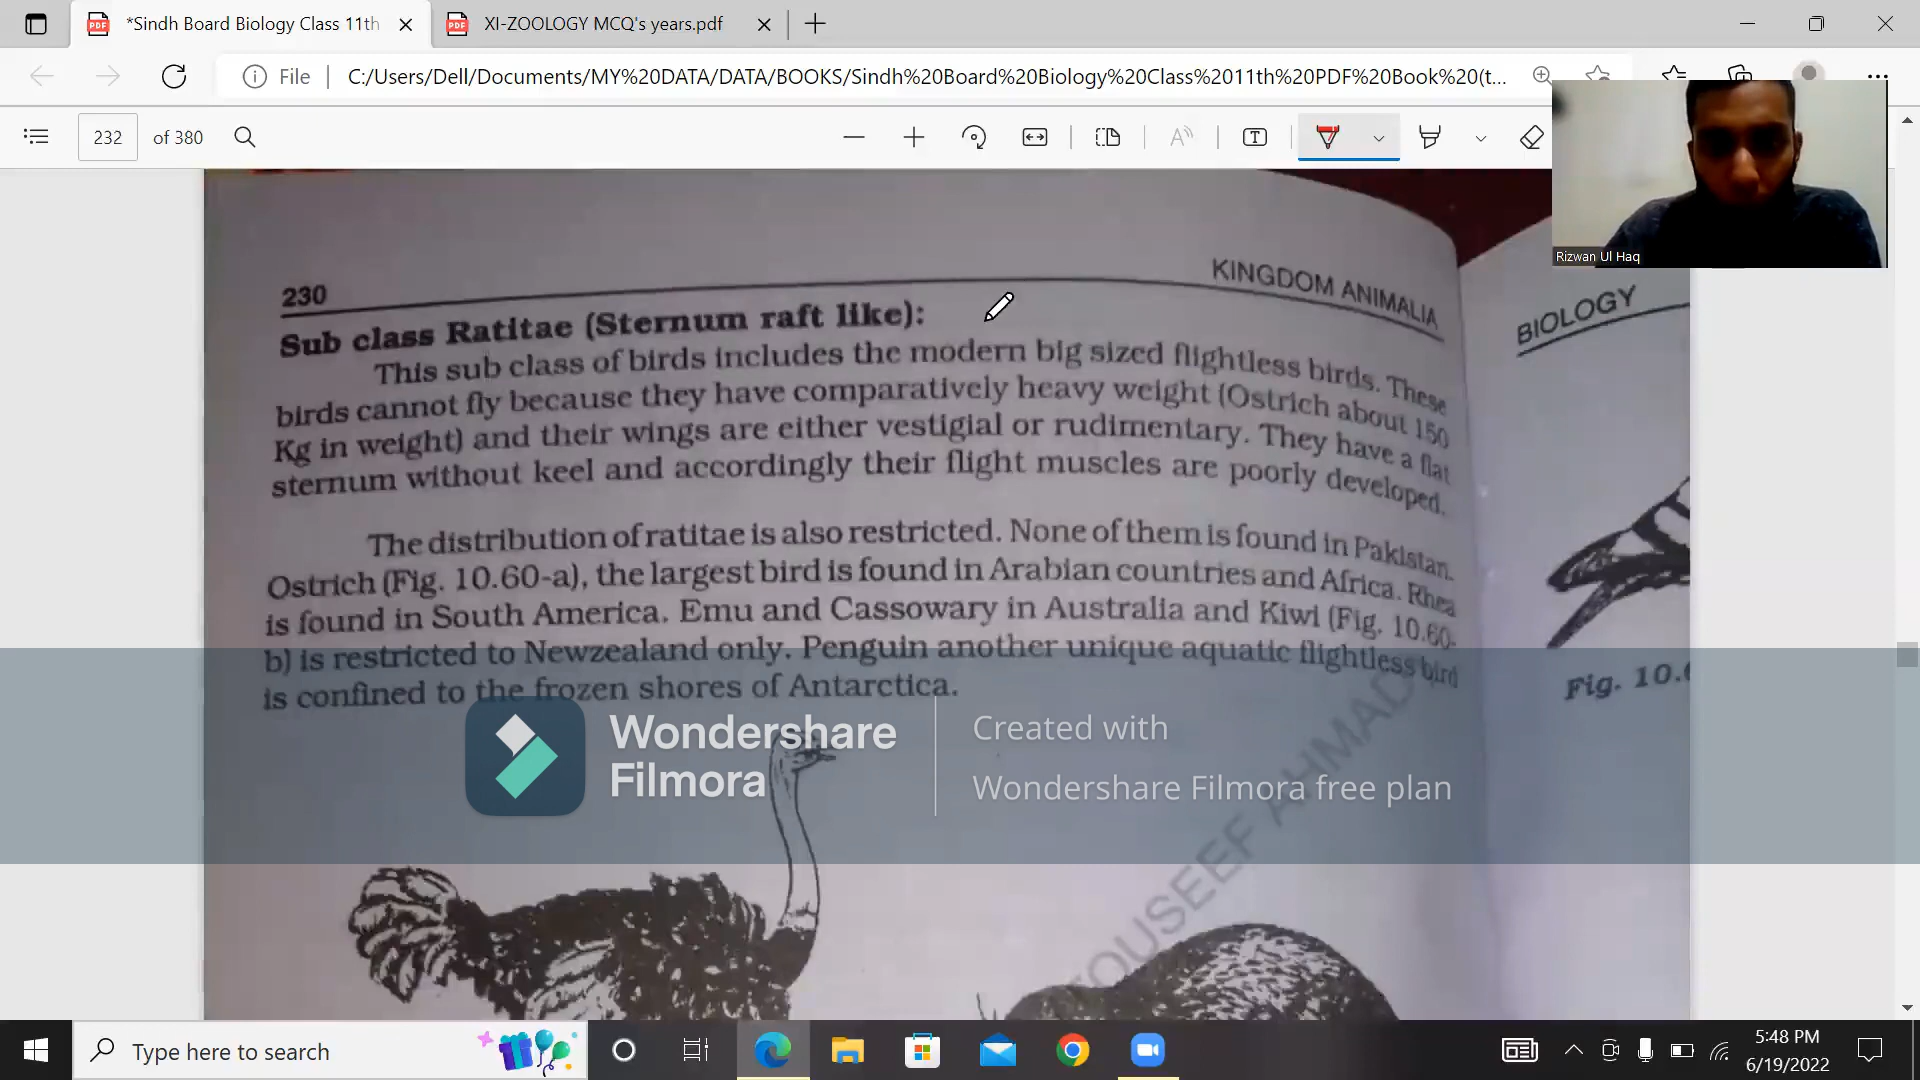 *Sindh Board Biology Class 11th
XI-ZOOLOGY MCQ's years.pdf
File
C:/Users/Dell/Documents/MY%20DATA/DATA/BOOKS/Sindh%20Board%20Biology%20Class%2011th%20PDF%20Book%20(t...
232 of 380
Rizwan Ul Haq
230
KINGDOM ANIMALIA
Sub class Ratitae (Sternum raft like):
This sub class of birds includes the modern big sized flightless birds. These
birds cannot fly because they have comparatively heavy weight (Ostrich about 150
Kg in weight) and their wings are either vestigial or rudimentary. They have a flat
sternum without keel and accordingly their flight muscles are poorly developed.
The distribution of ratitae is also restricted. None of them is found in Pakistan.
Ostrich (Fig. 10.60-a), the largest bird is found in Arabian countries and Africa. Rhea
is found in South America. Emu and Cassowary in Australia and Kiwi (Fig. 10.60-
b) is restricted to Newzealand only. Penguin another unique aquatic flightless bird
is confined to the frozen shores of Antarctica.
BIOLOGY
Fig. 10.6
Wondershare
Filmora
Created with
Wondershare Filmora free plan
YOUSEEF AHMAD
Type here to search
5:48 PM
6/19/2022